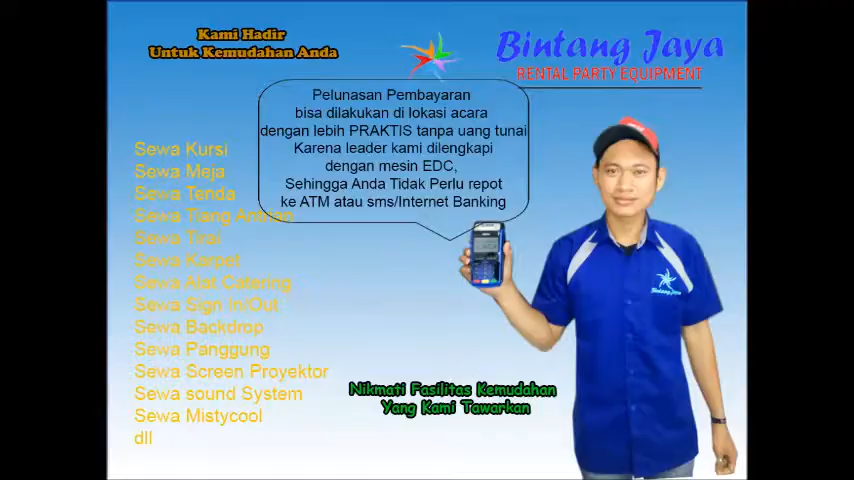 Kami Hadir
Untuk Kemudahan Anda
Bintang Jaya
RENTAL PARTY EQUIPMENT
Pelunasan Pembayaran
bisa dilakukan di lokasi acara
dengan lebih PRAKTIS tanpa uang tunai
Karena leader kami dilengkapi
dengan mesin EDC,
Sehingga Anda Tidak Perlu repot
ke ATM atau sms/Internet Banking
Sewa Kursi
Sewa Meja
Sewa Tenda
Sewa Tiang Antrian
Sewa Tirai
Sewa Karpet
Sewa Alat Catering
Sewa Sign In/Out
Sewa Backdrop
Sewa Panggung
Sewa Screen Proyektor
Sewa sound System
Sewa Mistycool
dll
Nikmati Fasilitas Kemudahan
Yang Kami Tawarkan
Bintang Jaya